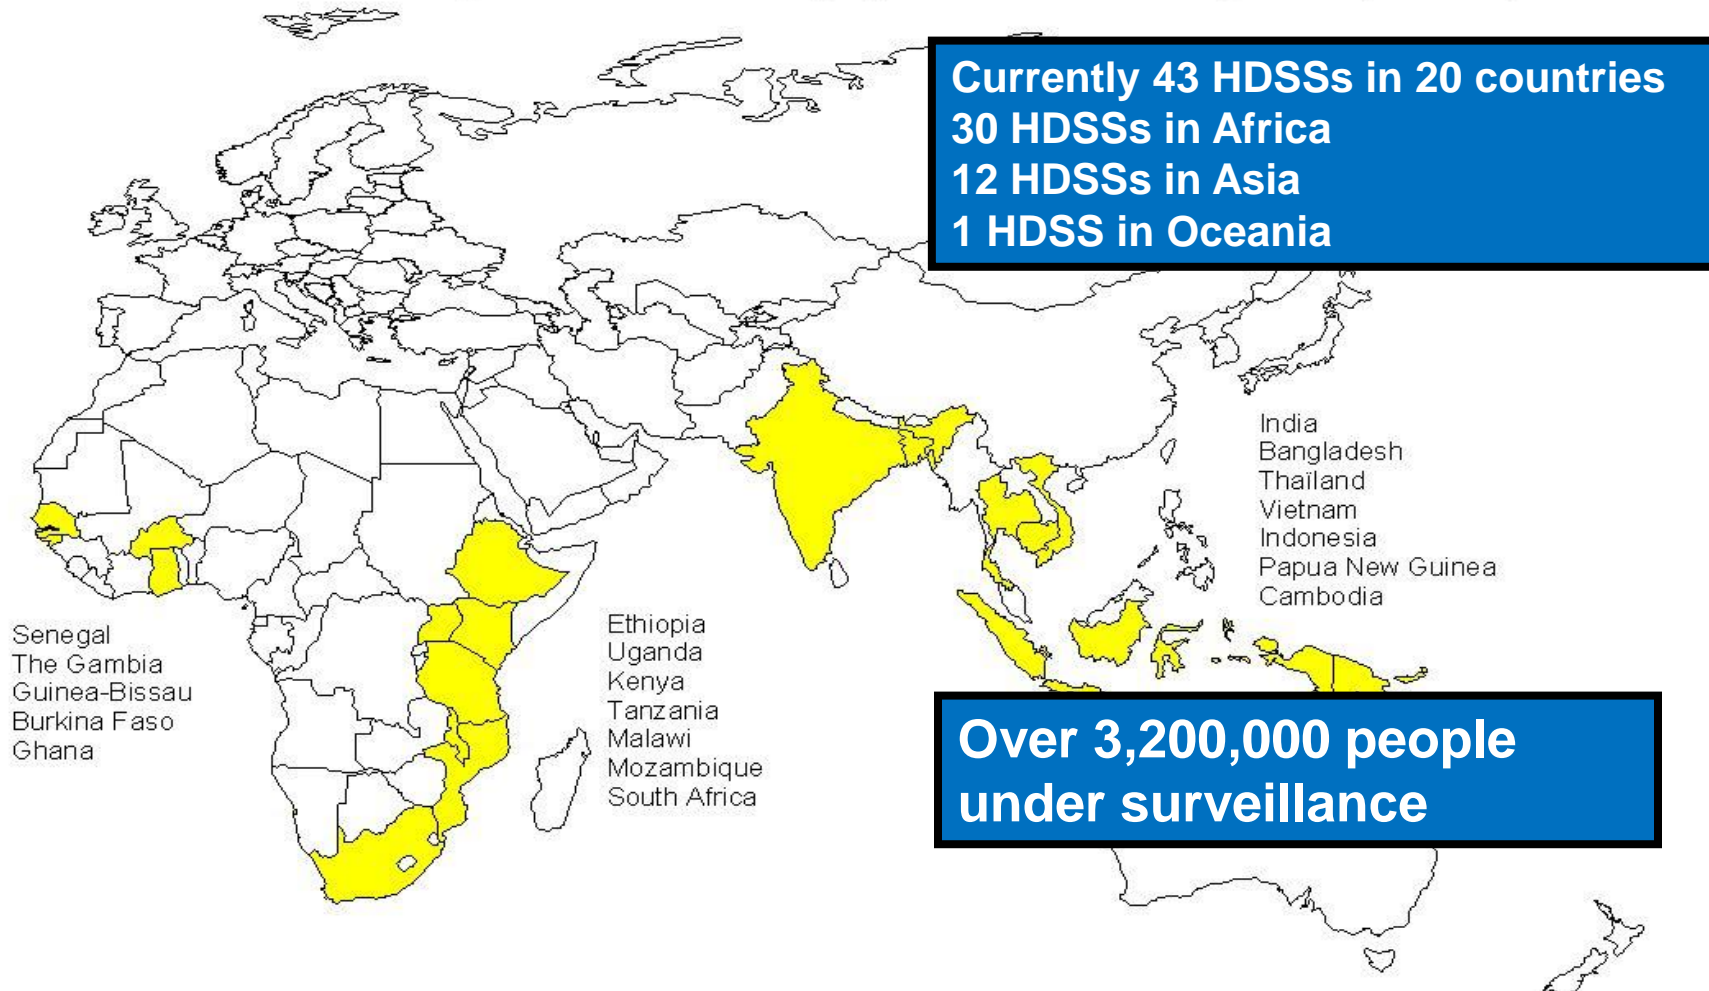 Currently 43 HDSSs in 20 countries
30 HDSSs in Africa
12 HDSSs in Asia
1 HDSS in Oceania
India
Bangladesh
Thaïland
Vietnam
Indonesia
Papua New Guinea
Cambodia
Senegal
The Gambia
Guinea-Bissau
Burkina Faso
Ghana
Ethiopia
Uganda
Kenya
Tanzania
Malawi
Mozambique
South Africa
Over 3,200,000 people
under surveillance